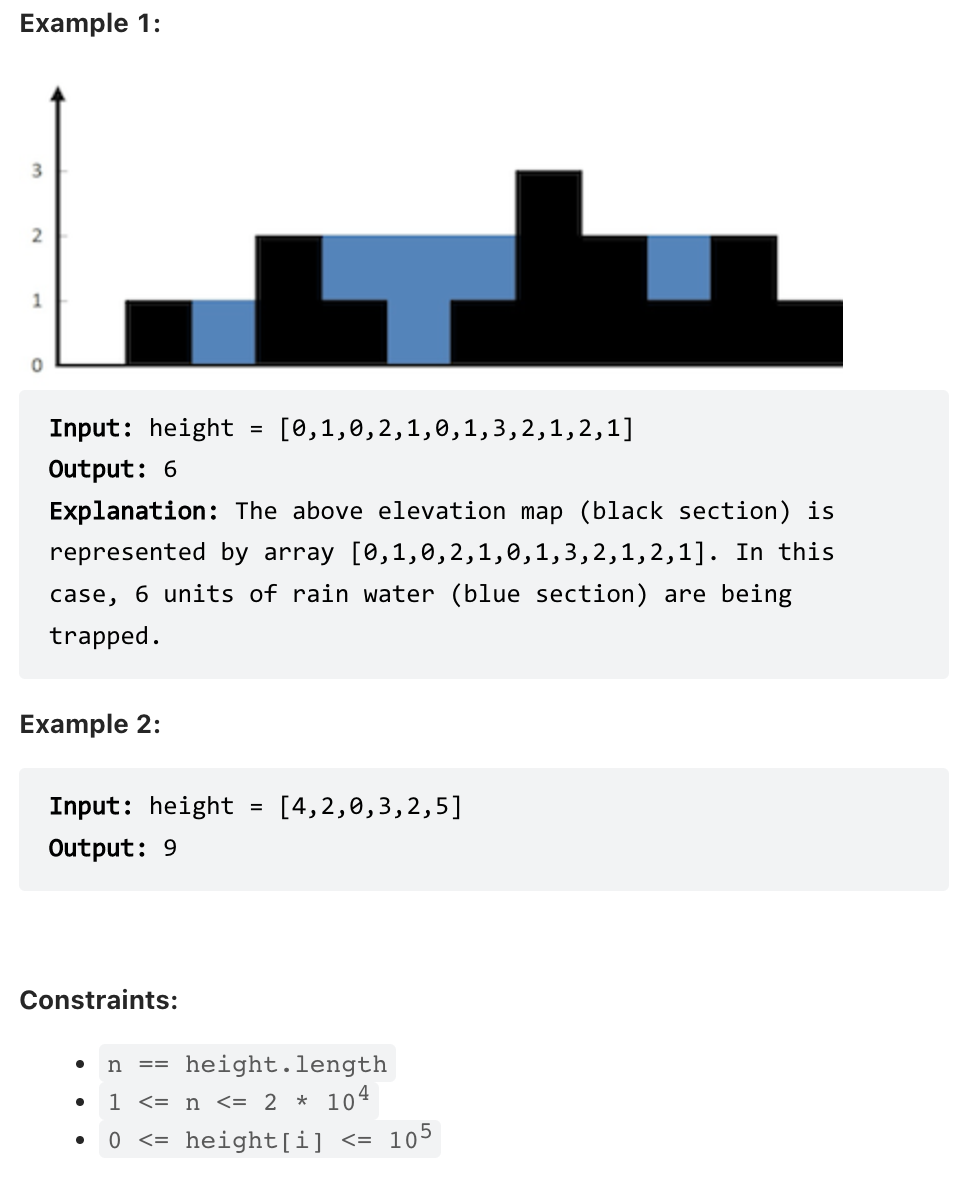 Example 1:
3
2
1
0
Input: height = [0,1,0,2,1,0,1,3,2,1,2,1]
Output: 6
Explanation: The above elevation map (black section) is
represented by array [0,1,0,2,1,0,1,3,2,1,2,1]. In this
case, 6 units of rain water (blue section) are being
trapped.
Example 2:
Input: height = [4,2,0,3,2,5]
Output: 9
Constraints:
• n == height.length
• 1 <= n <= 2 * 10⁴
• 0 <= height[i] <= 10⁵